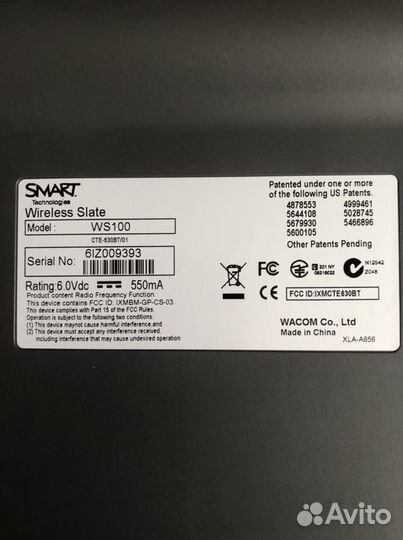 SMART
Technologies
Wireless Slate
Model : WS100
CTE-630BT/01
Serial No: 6IZ009393
Rating:6.0Vdc 550mA
Product content Radio Frequency Function.
This device contains FCC ID: IXMBM-GP-CS-03
This complies with Part 15 of the FCC Rules.
Operation is subject to the following two conditions:
(1) This device may not cause harmful interference,and
(2) This device must accept any interference received,
including interference that may cause undesired operation.
Patented under one or more
of the following US Patents.
4878553 4999461
5644108 5028745
5679930 5466896
5600105
Other Patents Pending
FC CE
N12542
Z048
FCC ID:IXMCTE630BT
WACOM Co., Ltd
Made in China
XLA-A656
Avito